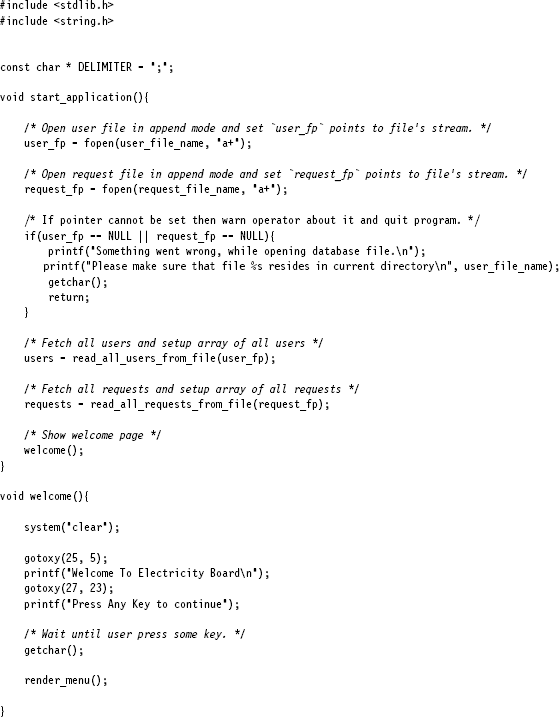 #include <stdlib.h>
#include <string.h>
const char * DELIMITER = ";";
void start_application(){
/* Open user file in append mode and set `user_fp` points to file's stream. */
user_fp = fopen(user_file_name, "a+");
/* Open request file in append mode and set `request_fp` points to file's stream. */
request_fp = fopen(request_file_name, "a+");
/* If pointer cannot be set then warn operator about it and quit program. */
if(user_fp == NULL || request_fp == NULL){
printf("Something went wrong, while opening database file.\n");
printf("Please make sure that file %s resides in current directory\n", user_file_name);
getchar();
return;
}
/* Fetch all users and setup array of all users */
users = read_all_users_from_file(user_fp);
/* Fetch all requests and setup array of all requests */
requests = read_all_requests_from_file(request_fp);
/* Show welcome page */
welcome();
}
void welcome(){
system("clear");
gotoxy(25, 5);
printf("Welcome To Electricity Board\n");
gotoxy(27, 23);
printf("Press Any Key to continue");
/* Wait until user press some key. */
getchar();
render_menu();
}